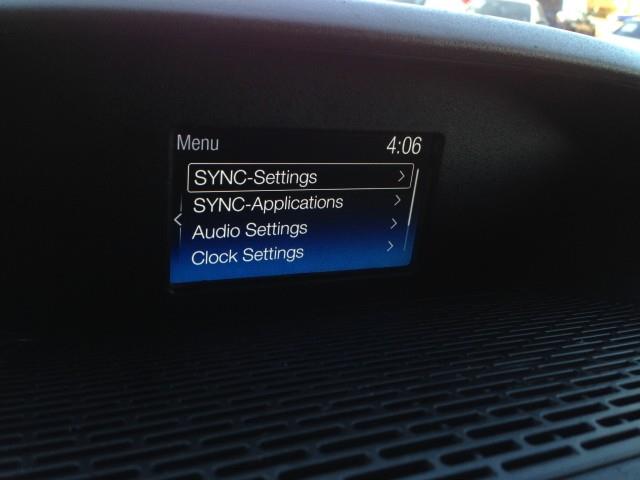 Menu 4:06
SYNC-Settings
SYNC-Applications
Audio Settings
Clock Settings